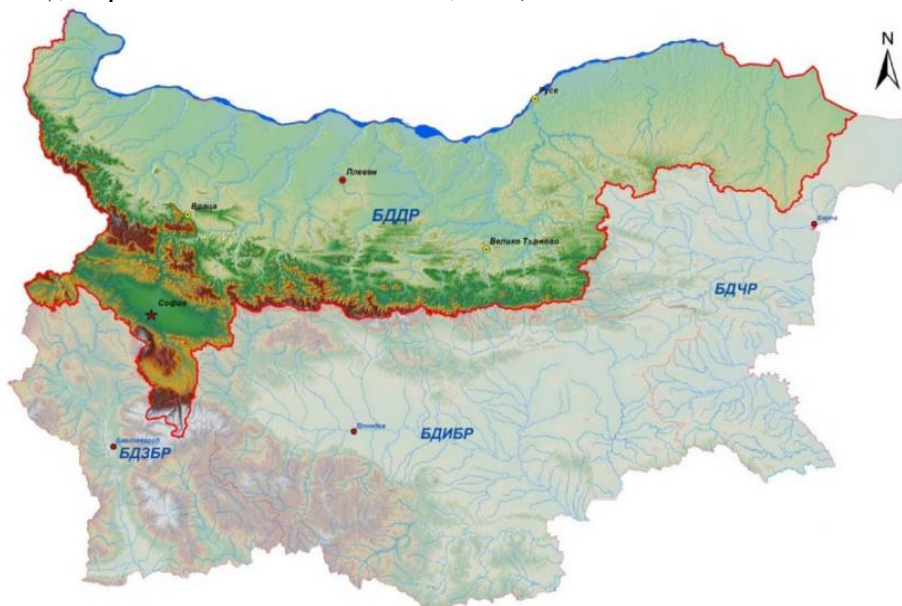 N
Русе
Плевен
Враца
БДДР
Варна
Велико Търново
БДЧР
София
Пловдив
БДИБР
Благоевград
БДЗБР